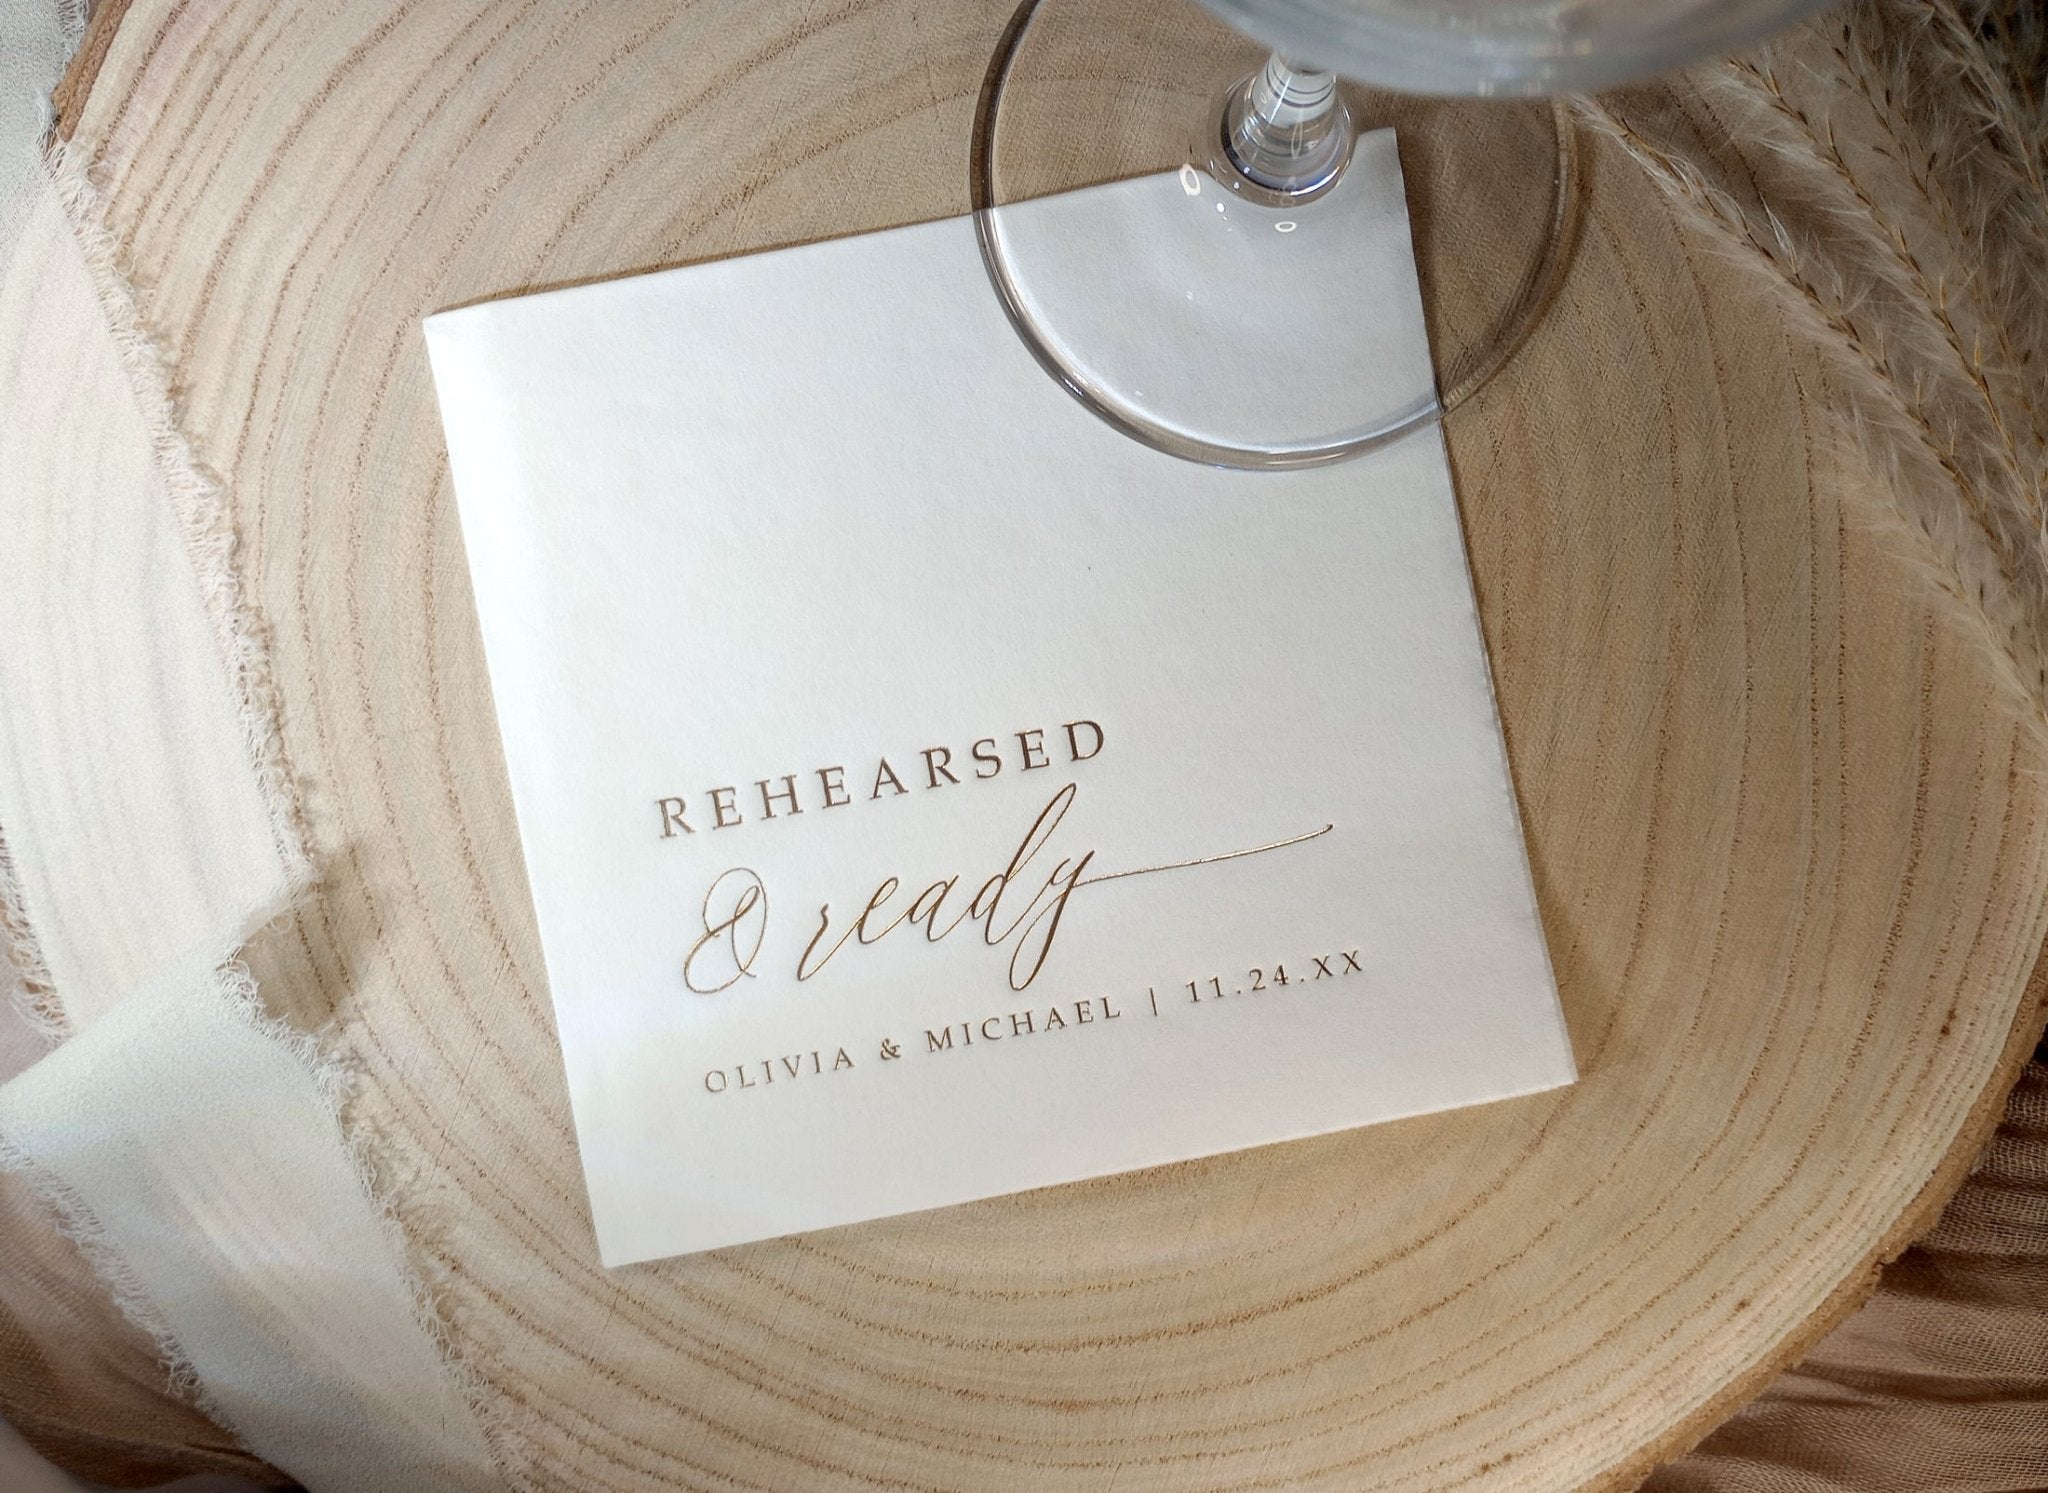 REHEARSED
& ready
OLIVIA & MICHAEL | 11.24.XX